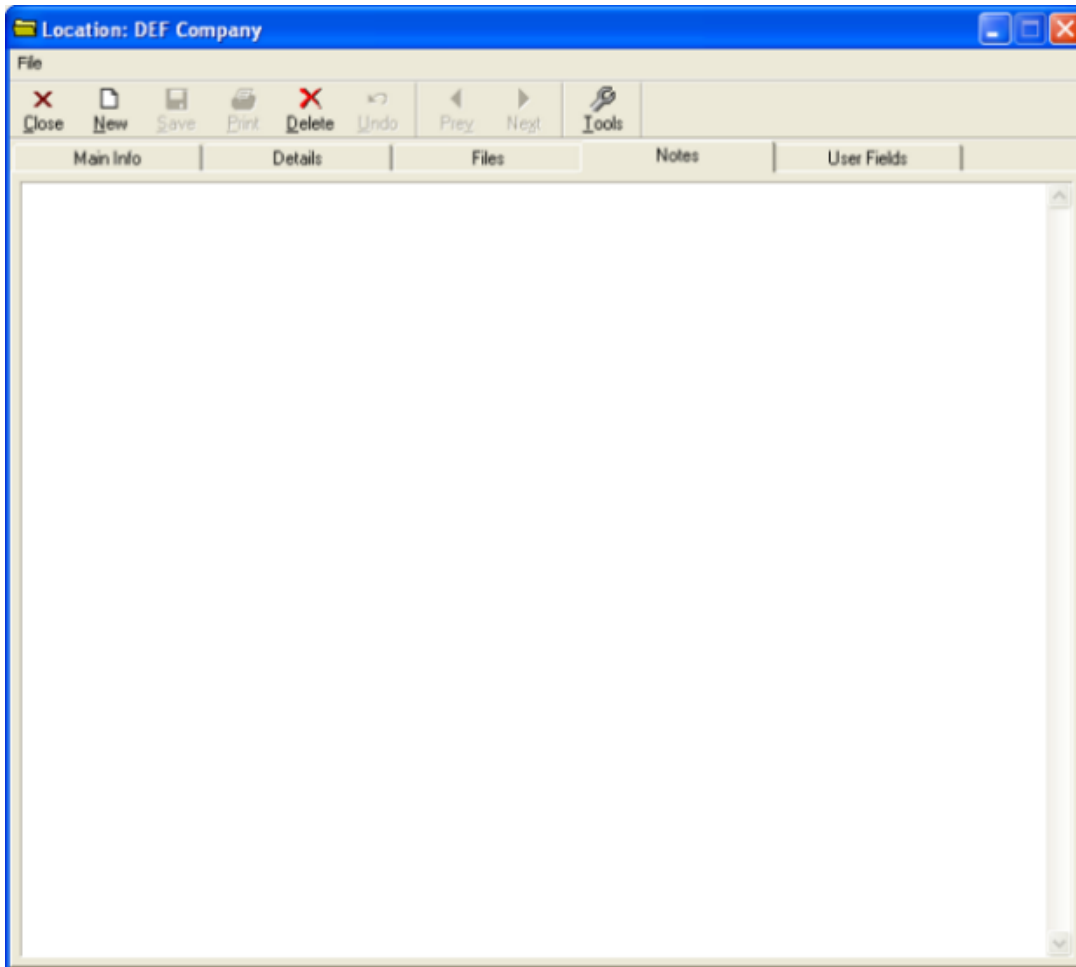 Location: DEF Company
File
Close New Save Print Delete Undo Prev Next Tools
Main Info Details Files Notes User Fields